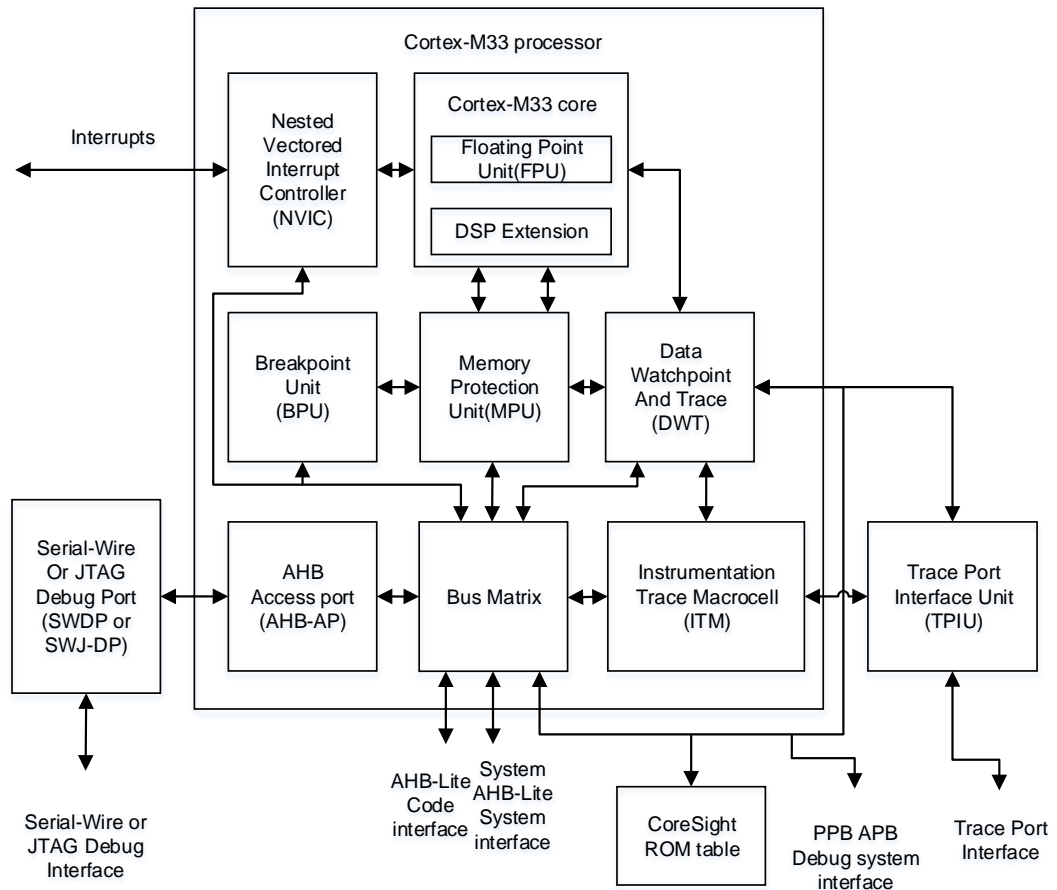 Cortex-M33 processor
Nested
Vectored
Interrupt
Controller
(NVIC)
Cortex-M33 core
Floating Point
Unit(FPU)
DSP Extension
Interrupts
Breakpoint
Unit
(BPU)
Memory
Protection
Unit(MPU)
Data
Watchpoint
And Trace
(DWT)
Serial-Wire
Or JTAG
Debug Port
(SWDP or
SWJ-DP)
AHB
Access port
(AHB-AP)
Bus Matrix
Instrumentation
Trace Macrocell
(ITM)
Trace Port
Interface Unit
(TPIU)
Serial-Wire or
JTAG Debug
Interface
AHB-Lite
Code
interface
System
AHB-Lite
System
interface
CoreSight
ROM table
PPB APB
Debug system
interface
Trace Port
Interface